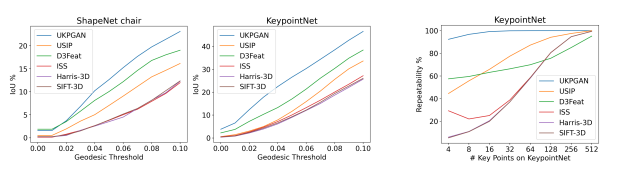 ShapeNet chair
UKPGAN
USIP
D3Feat
ISS
Harris-3D
SIFT-3D
IoU %
20
15
10
5
0
0.00 0.02 0.04 0.06 0.08 0.10
Geodesic Threshold
KeypointNet
UKPGAN
USIP
D3Feat
ISS
Harris-3D
SIFT-3D
IoU %
40
30
20
10
0
0.00 0.02 0.04 0.06 0.08 0.10
Geodesic Threshold
KeypointNet
Repeatability %
100
80
60
40
20
UKPGAN
USIP
D3Feat
ISS
Harris-3D
SIFT-3D
4 8 16 32 64 128 256 512
# Key Points on KeypointNet